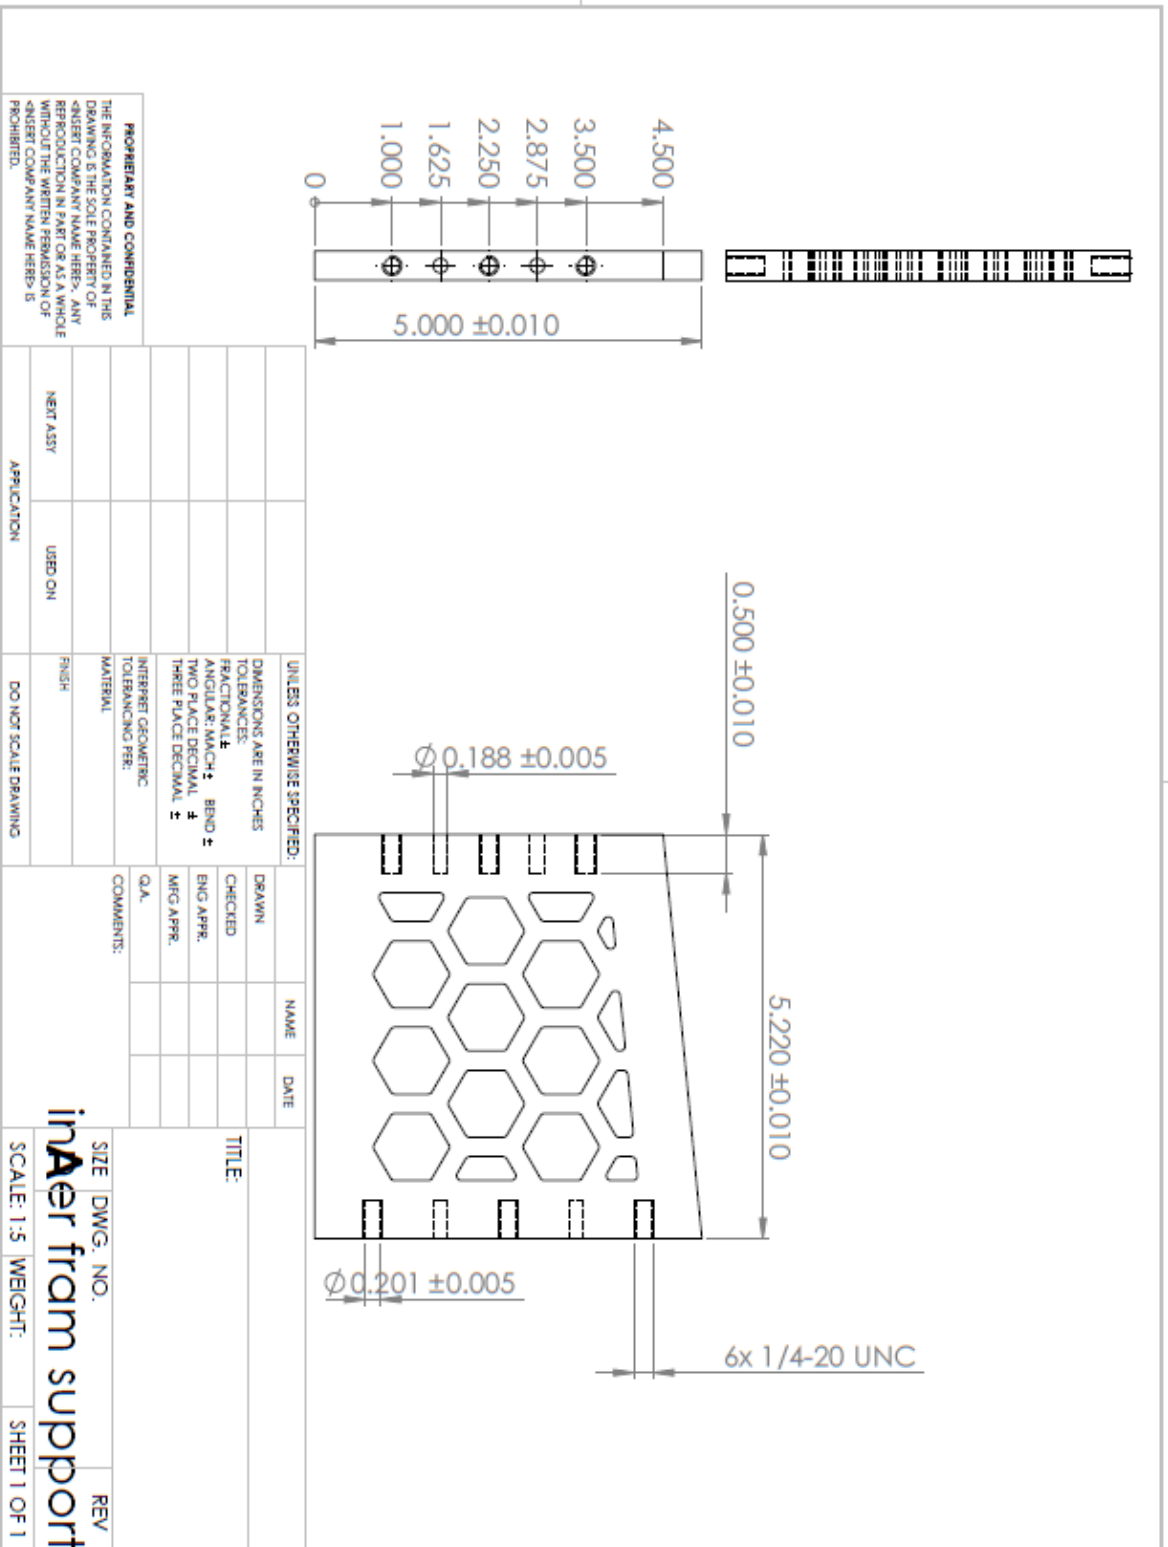 4.500
3.500
2.875
2.250
1.625
1.000
0
5.000 ±0.010
0.500 ±0.010
Ø0.188 ±0.005
5.220 ±0.010
Ø0.201 ±0.005
6x 1/4-20 UNC
PROPRIETARY AND CONFIDENTIAL
THE INFORMATION CONTAINED IN THIS
DRAWING IS THE SOLE PROPERTY OF
<INSERT COMPANY NAME HERE>. ANY
REPRODUCTION IN PART OR AS A WHOLE
WITHOUT THE WRITTEN PERMISSION OF
<INSERT COMPANY NAME HERE> IS
PROHIBITED.
NEXT ASSY
USED ON
APPLICATION
UNLESS OTHERWISE SPECIFIED:
DIMENSIONS ARE IN INCHES
TOLERANCES:
FRACTIONAL±
ANGULAR: MACH± BEND ±
TWO PLACE DECIMAL ±
THREE PLACE DECIMAL ±
INTERPRET GEOMETRIC
TOLERANCING PER:
MATERIAL
FINISH
DO NOT SCALE DRAWING
NAME
DATE
DRAWN
CHECKED
ENG APPR.
MFG APPR.
Q.A.
COMMENTS:
TITLE:
SIZE
A
DWG. NO.
REV
inner fram support
SCALE: 1:5
WEIGHT:
SHEET 1 OF 1